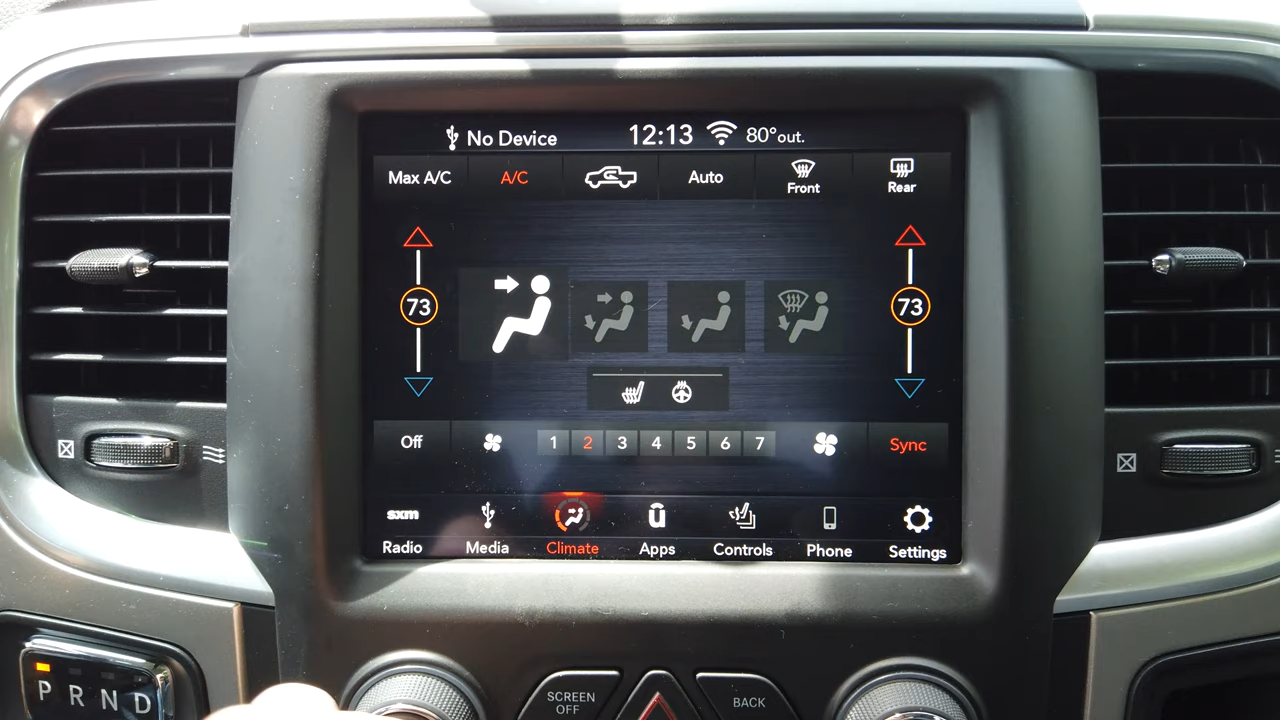 No Device 12:13 80° out.
Max A/C A/C Auto Front Rear
73 73
Off 1 2 3 4 5 6 7 Sync
sxm ū
Radio Media Climate Apps Controls Phone Settings
P R N D
SCREEN OFF BACK